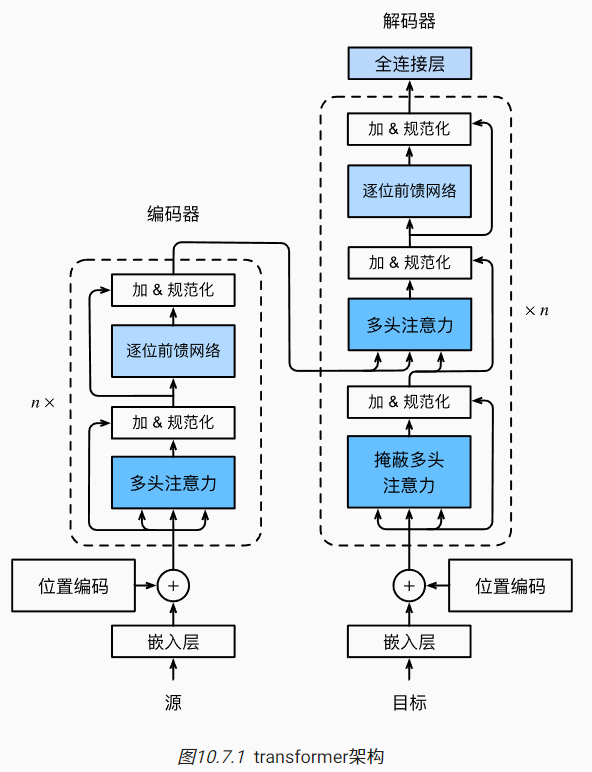 解码器
全连接层
加 & 规范化
逐位前馈网络
加 & 规范化
多头注意力
加 & 规范化
掩蔽多头
注意力
× n
编码器
加 & 规范化
逐位前馈网络
加 & 规范化
多头注意力
n ×
位置编码
+
嵌入层
源
+
位置编码
嵌入层
目标
图10.7.1 transformer架构